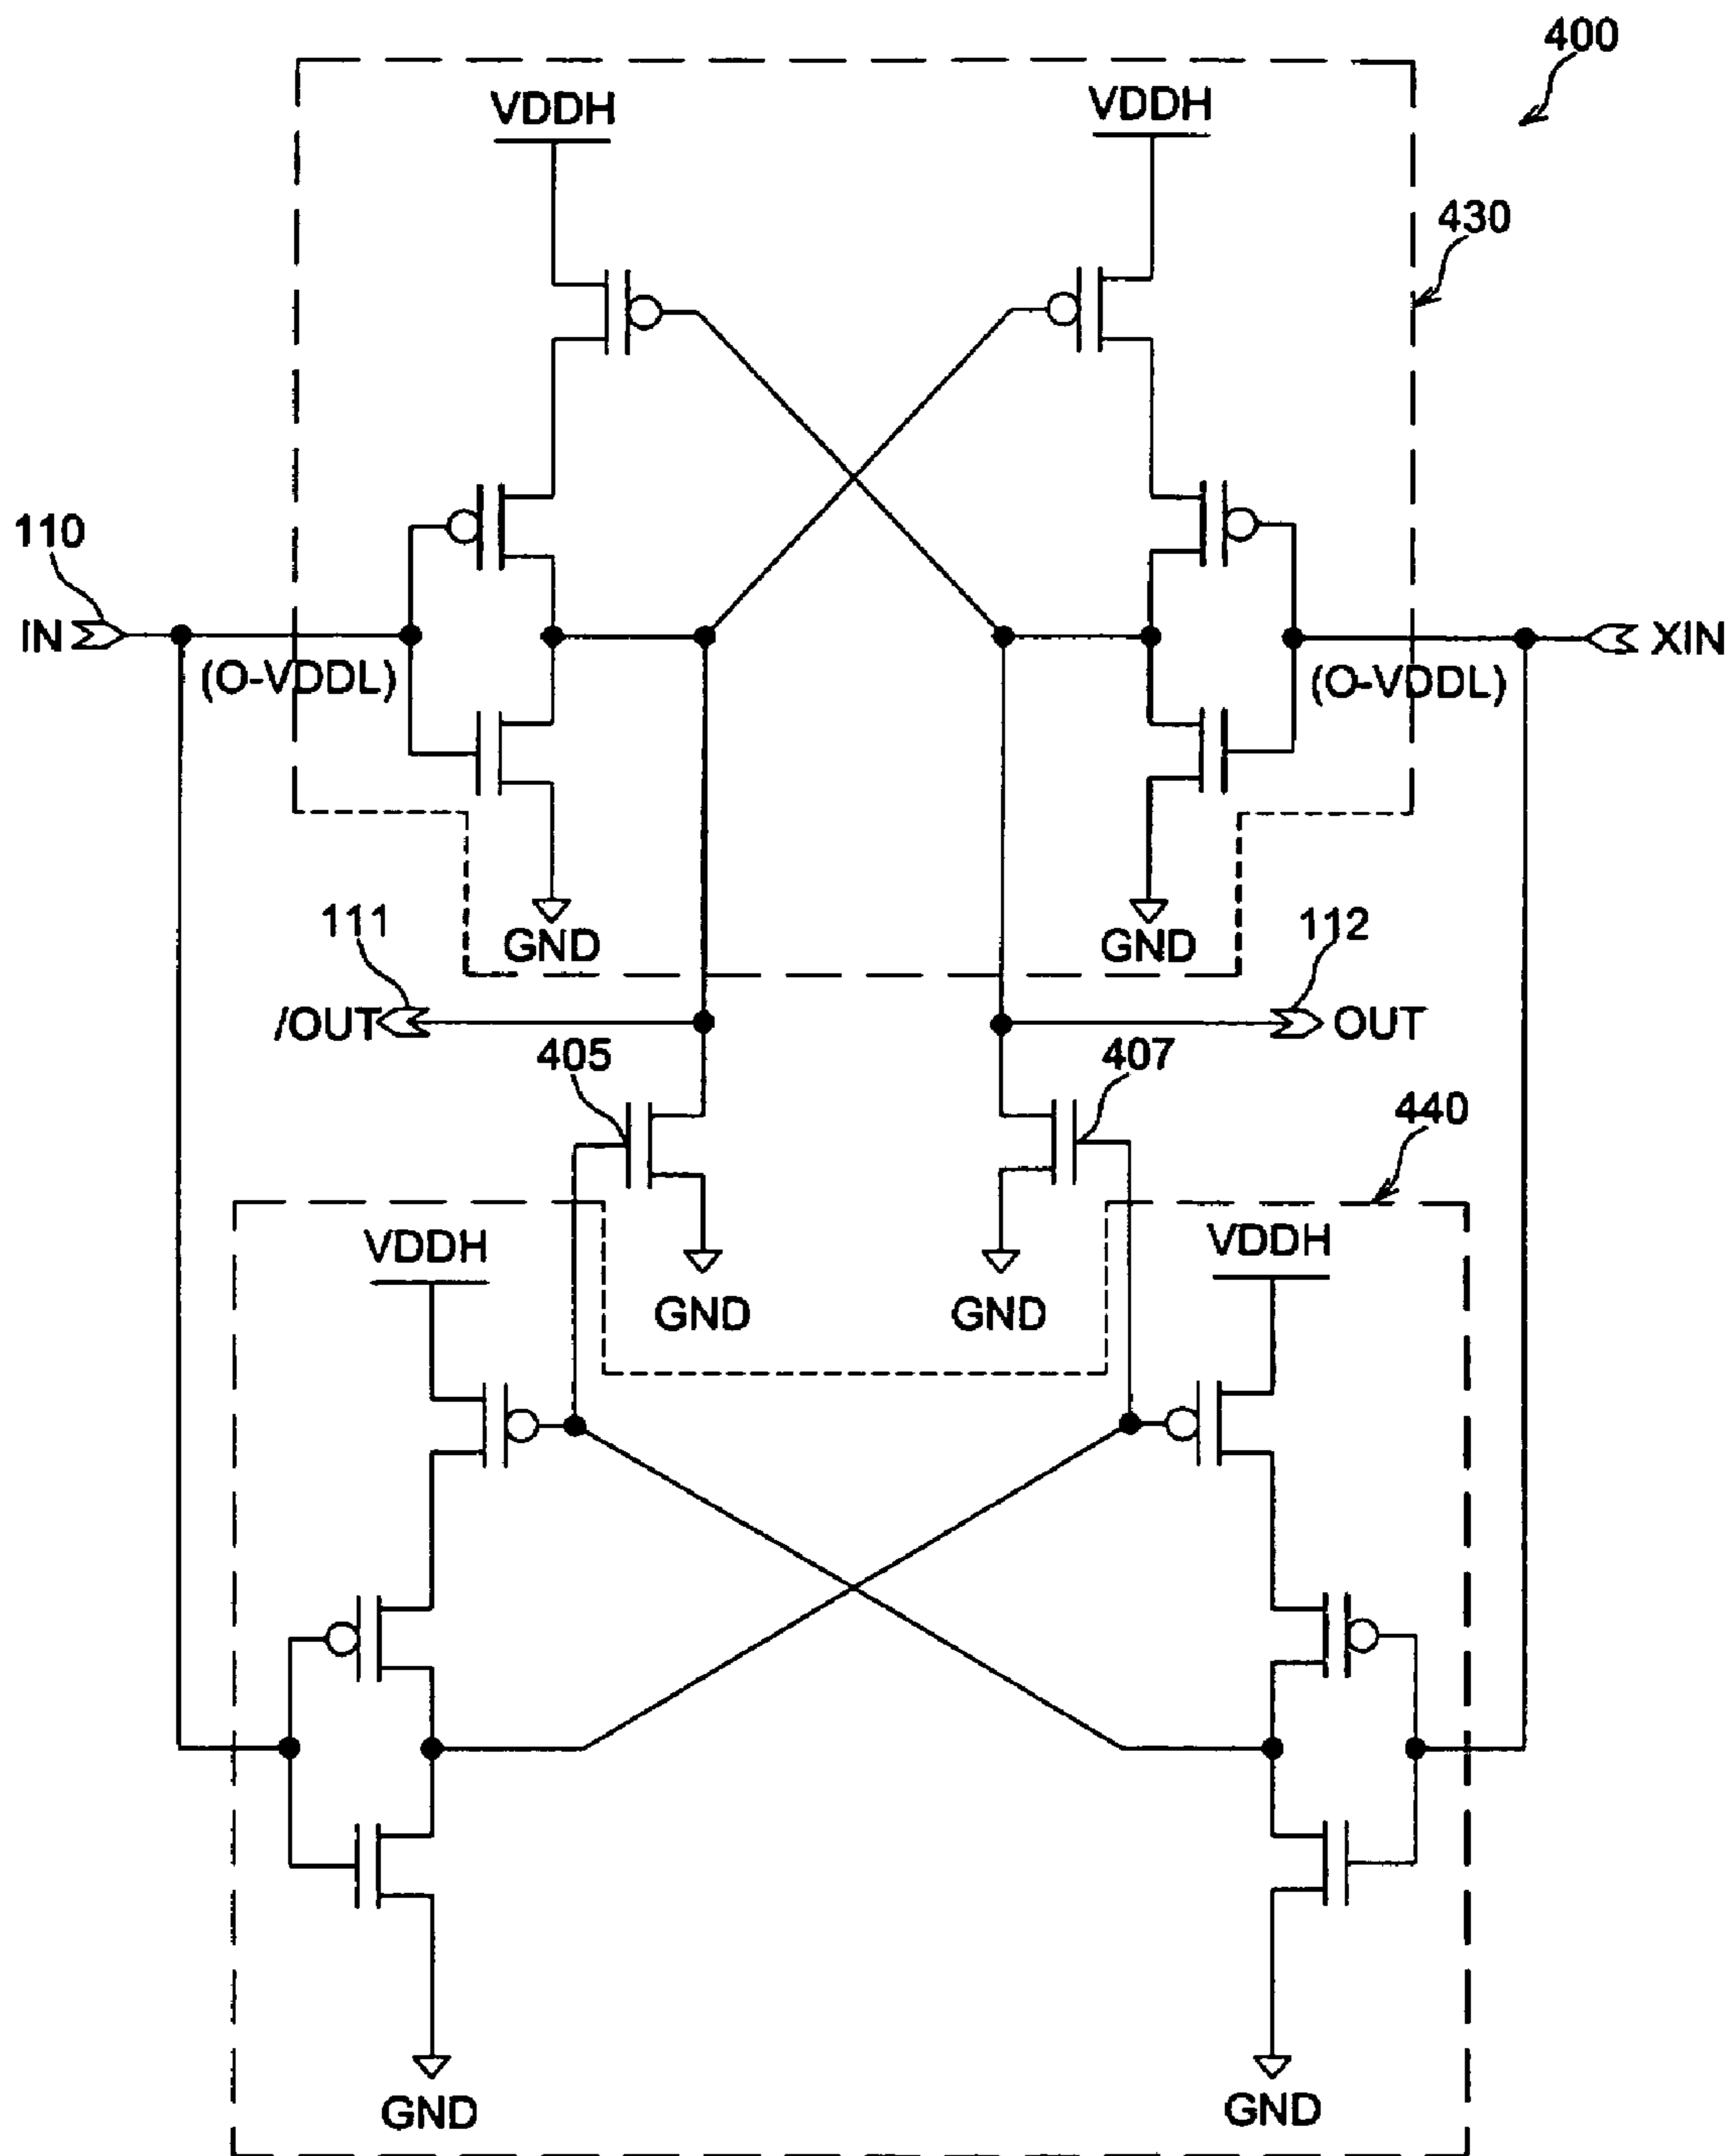 400
VDDH
VDDH
430
110
IN
XIN
(O-VDDL)
(O-VDDL)
111
GND
GND
112
/OUT
OUT
405
407
440
VDDH
VDDH
GND
GND
GND
GND